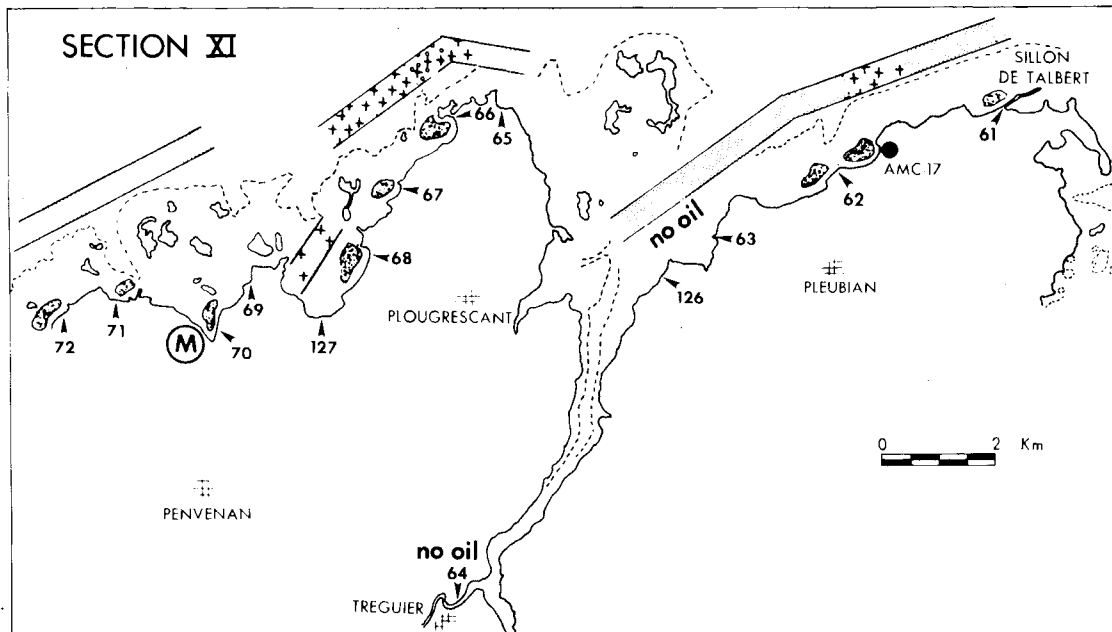 SECTION XI
SILLON
DE TALBERT
66
65
61
67
AMC-17
62
no oil
63
68
PLEUBIAN
69
126
PLOUGRESCANT
71
72
M
70
127
0 2 Km
PENVENAN
no oil
64
TREGUIER